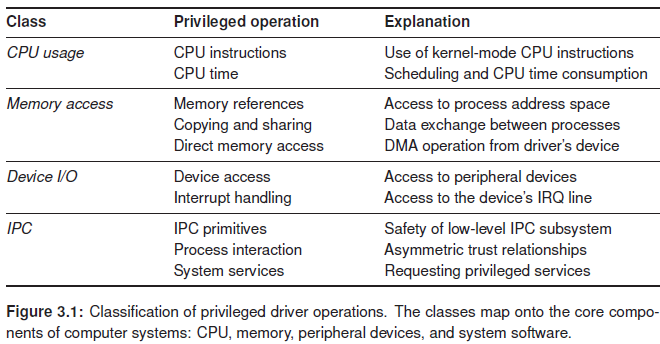 Class Privileged operation Explanation
CPU usage CPU instructions Use of kernel-mode CPU instructions
CPU time Scheduling and CPU time consumption
Memory access Memory references Access to process address space
Copying and sharing Data exchange between processes
Direct memory access DMA operation from driver's device
Device I/O Device access Access to peripheral devices
Interrupt handling Access to the device's IRQ line
IPC IPC primitives Safety of low-level IPC subsystem
Process interaction Asymmetric trust relationships
System services Requesting privileged services
Figure 3.1: Classification of privileged driver operations. The classes map onto the core compo-
nents of computer systems: CPU, memory, peripheral devices, and system software.